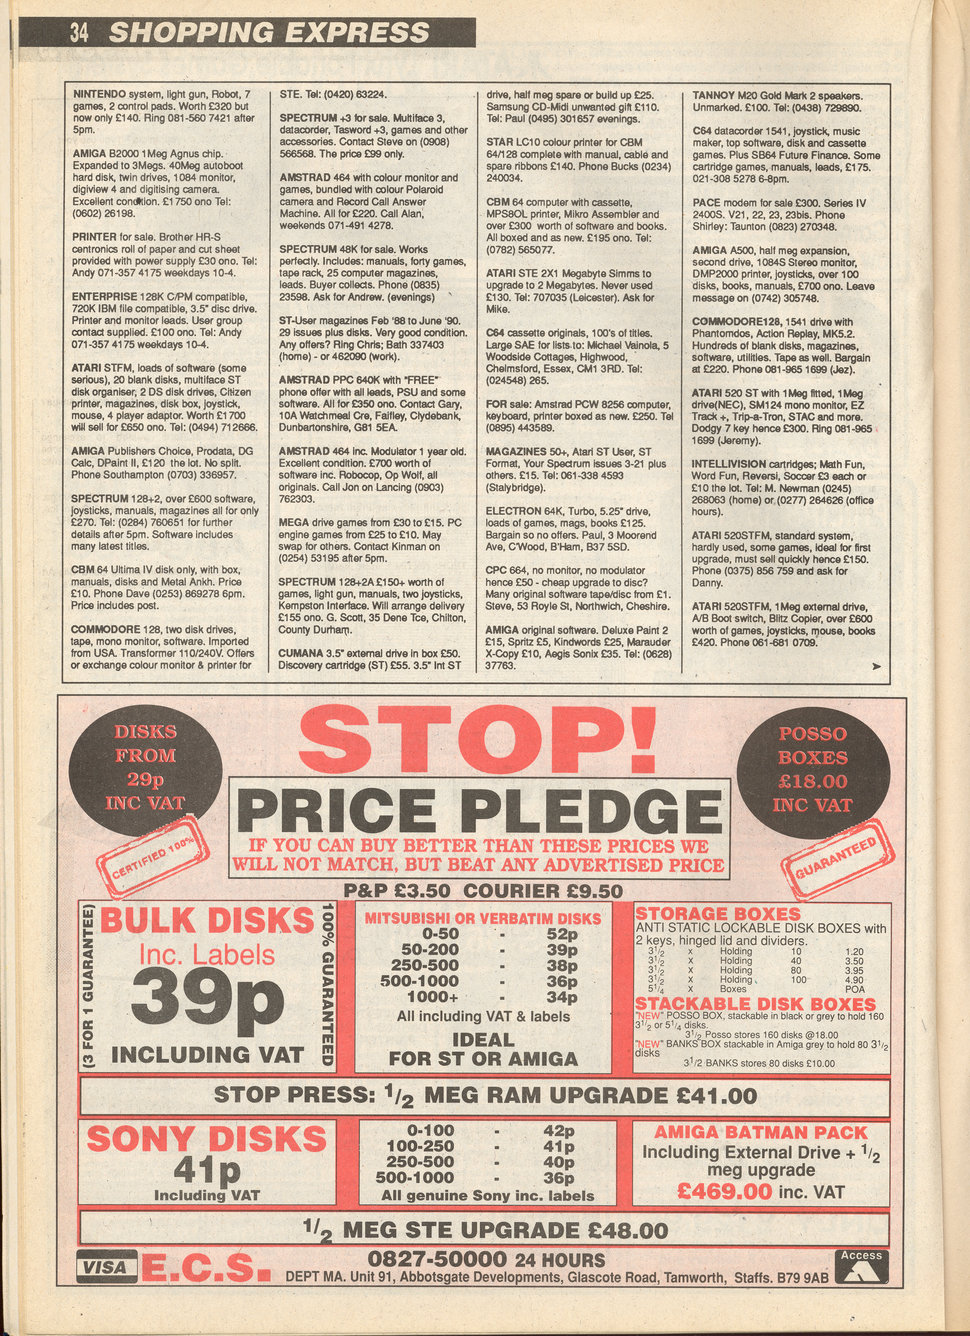 34 SHOPPING EXPRESS
NINTENDO system, light gun, Robot, 7
games, 2 control pads. Worth £320 but
now only £140. Ring 081-560 7421 after
5pm.
AMIGA B2000 1Meg Agnus chip.
Expanded to 3Megs. 40Meg autoboot
hard disk, twin drives, 1084 monitor,
digiview 4 and digitising camera.
Excellent condition. £1750 ono Tel:
(0602) 26198.
PRINTER for sale. Brother HR-S
centronics roll of paper and cut sheet
provided with power supply £30 ono. Tel:
Andy 071-357 4175 weekdays 10-4.
ENTERPRISE 128K C/PM compatible,
720K IBM file compatible, 3.5" disc drive.
Printer and monitor leads. User group
contact supplied. £100 ono. Tel: Andy
071-357 4175 weekdays 10-4.
ATARI STFM, loads of software (some
serious), 20 blank disks, multiface ST
disk organiser, 2 DS disk drives, Citizen
printer, magazines, disk box, joystick,
mouse, 4 player adaptor. Worth £1700
will sell for £650 ono. Tel: (0494) 712666.
AMIGA Publishers Choice, Prodata, DG
Calc, DPaint II, £120 the lot. No split.
Phone Southampton (0703) 336957.
SPECTRUM 128+2, over £600 software,
joysticks, manuals, magazines all for only
£270. Tel: (0284) 760651 for further
details after 5pm. Software includes
many latest titles.
CBM 64 Ultima IV disk only, with box,
manuals, disks and Metal Ankh. Price
£10. Phone Dave (0253) 869278 6pm.
Price includes post.
COMMODORE 128, two disk drives,
tape, mono monitor, software. Imported
from USA. Transformer 110/240V. Offers
or exchange colour monitor & printer for
STE. Tel: (0420) 63224.
SPECTRUM +3 for sale. Multiface 3,
datacorder, Tasword +3, games and other
accessories. Contact Steve on (0908)
566568. The price £99 only.
AMSTRAD 464 with colour monitor and
games, bundled with colour Polaroid
camera and Record Call Answer
Machine. All for £220. Call Alan,
weekends 071-491 4278.
SPECTRUM 48K for sale. Works
perfectly. Includes: manuals, forty games,
tape rack, 25 computer magazines,
leads. Buyer collects. Phone (0835)
23598. Ask for Andrew. (evenings)
ST-User magazines Feb '88 to June '90.
29 issues plus disks. Very good condition.
Any offers? Ring Chris; Bath 337403
(home) - or 462090 (work).
AMSTRAD PPC 640K with "FREE"
phone offer with all leads, PSU and some
software. All for £350 ono. Contact Gary,
10A Watchmeal Cre, Faifley, Clydebank,
Dunbartonshire, G81 5EA.
AMSTRAD 464 inc. Modulator 1 year old.
Excellent condition. £700 worth of
software inc. Robocop, Op Wolf, all
originals. Call Jon on Lancing (0903)
762303.
MEGA drive games from £30 to £15. PC
engine games from £25 to £10. May
swap for others. Contact Kinman on
(0254) 53195 after 5pm.
SPECTRUM 128+2A £150+ worth of
games, light gun, manuals, two joysticks,
Kempston Interface. Will arrange delivery
£155 ono. G. Scott, 35 Dene Tce, Chilton,
County Durham.
CUMANA 3.5" external drive in box £50.
Discovery cartridge (ST) £55. 3.5" Int ST
drive, half meg spare or build up £25.
Samsung CD-Midi unwanted gift £110.
Tel: Paul (0495) 301657 evenings.
STAR LC10 colour printer for CBM
64/128 complete with manual, cable and
spare ribbons £140. Phone Bucks (0234)
240034.
CBM 64 computer with cassette,
MPS8OL printer, Mikro Assembler and
over £300 worth of software and books.
All boxed and as new. £195 ono. Tel:
(0782) 565077.
ATARI STE 2X1 Megabyte Simms to
upgrade to 2 Megabytes. Never used
£130. Tel: 707035 (Leicester). Ask for
Mike.
C64 cassette originals, 100's of titles.
Large SAE for lists to: Michael Vainola, 5
Woodside Cottages, Highwood,
Chelmsford, Essex, CM1 3RD. Tel:
(024548) 265.
FOR sale: Amstrad PCW 8256 computer,
keyboard, printer boxed as new. £250. Tel
(0895) 443589.
MAGAZINES 50+, Atari ST User, ST
Format, Your Spectrum issues 3-21 plus
others. £15. Tel: 061-338 4593
(Stalybridge).
ELECTRON 64K, Turbo, 5.25" drive,
loads of games, mags, books £125.
Bargain so no offers. Paul, 3 Moorend
Ave, C'Wood, B'Ham, B37 5SD.
CPC 664, no monitor, no modulator
hence £50 - cheap upgrade to disc?
Many original software tape/disc from £1.
Steve, 53 Royle St, Northwich, Cheshire.
AMIGA original software. Deluxe Paint 2
£15, Spritz £5, Kindwords £25, Marauder
X-Copy £10, Aegis Sonix £35. Tel: (0628)
37763.
TANNOY M20 Gold Mark 2 speakers.
Unmarked. £100. Tel: (0438) 729890.
C64 datacorder 1541, joystick, music
maker, top software, disk and cassette
games. Plus SB64 Future Finance. Some
cartridge games, manuals, leads, £175.
021-308 5278 6-8pm.
PACE modem for sale £300. Series IV
2400S. V21, 22, 23, 23bis. Phone
Shirley: Taunton (0823) 270348.
AMIGA A500, half meg expansion,
second drive, 1084S Stereo monitor,
DMP2000 printer, joysticks, over 100
disks, books, manuals, £700 ono. Leave
message on (0742) 305748.
COMMODORE128, 1541 drive with
Phantomdos, Action Replay, MK5.2.
Hundreds of blank disks, magazines,
software, utilities. Tape as well. Bargain
at £220. Phone 081-965 1699 (Jez).
ATARI 520 ST with 1Meg fitted, 1Meg
drive(NEC), SM124 mono monitor, EZ
Track +, Trip-a-Tron, STAC and more.
Dodgy 7 key hence £300. Ring 081-965
1699 (Jeremy).
INTELLIVISION cartridges; Math Fun,
Word Fun, Reversi, Soccer £3 each or
£10 the lot. Tel: M. Newman (0245)
268063 (home) or (0277) 264626 (office
hours).
ATARI 520STFM, standard system,
hardly used, some games, ideal for first
upgrade, must sell quickly hence £150.
Phone (0375) 856 759 and ask for
Danny.
ATARI 520STFM, 1Meg external drive,
A/B Boot switch, Blitz Copier, over £600
worth of games, joysticks, mouse, books
£420. Phone 061-681 0709.
DISKS
FROM
29p
INC VAT
CERTIFIED 100%
STOP!
PRICE PLEDGE
IF YOU CAN BUY BETTER THAN THESE PRICES WE
WILL NOT MATCH, BUT BEAT ANY ADVERTISED PRICE
POSSO
BOXES
£18.00
INC VAT
GUARANTEED
P&P £3.50 COURIER £9.50
(3 FOR 1 GUARANTEE)
BULK DISKS
Inc. Labels
39p
INCLUDING VAT
100% GUARANTEED
MITSUBISHI OR VERBATIM DISKS
0-50 - 52p
50-200 - 39p
250-500 - 38p
500-1000 - 36p
1000+ - 34p
All including VAT & labels
IDEAL
FOR ST OR AMIGA
STORAGE BOXES
ANTI STATIC LOCKABLE DISK BOXES with
2 keys, hinged lid and dividers.
3 1/2 x Holding 10 1.20
3 1/2 x Holding 40 3.50
3 1/2 x Holding 80 3.95
3 1/2 x Holding 100 4.90
5 1/4 x Boxes POA
STACKABLE DISK BOXES
"NEW" POSSO BOX, stackable in black or grey to hold 160
3 1/2 or 5 1/4 disks.
3 1/2 Posso stores 160 disks @18.00
"NEW" BANKS BOX stackable in Amiga grey to hold 80 3 1/2
disks
3 1/2 BANKS stores 80 disks £10.00
STOP PRESS: 1/2 MEG RAM UPGRADE £41.00
SONY DISKS
41p
Including VAT
0-100 - 42p
100-250 - 41p
250-500 - 40p
500-1000 - 36p
All genuine Sony inc. labels
AMIGA BATMAN PACK
Including External Drive + 1/2
meg upgrade
£469.00 inc. VAT
1/2 MEG STE UPGRADE £48.00
VISA
E.C.S.
0827-50000 24 HOURS
DEPT MA. Unit 91, Abbotsgate Developments, Glascote Road, Tamworth, Staffs. B79 9AB
Access